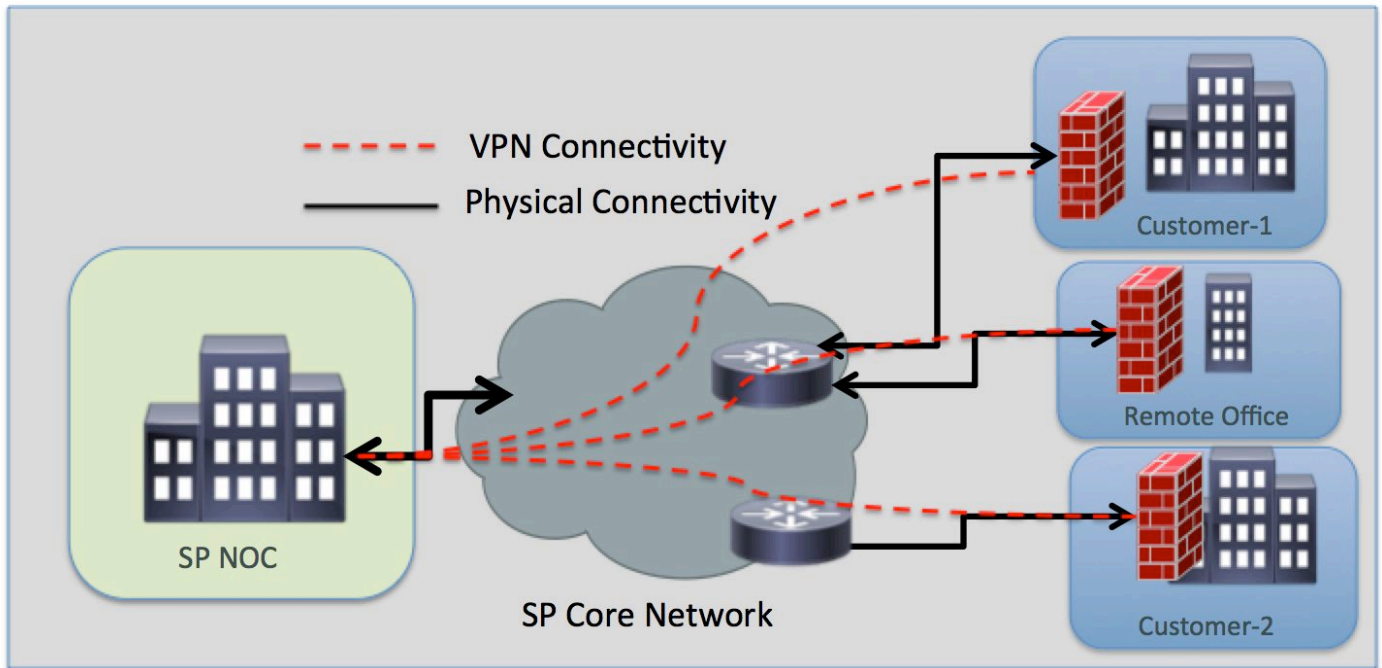 VPN Connectivity
Physical Connectivity
Customer-1
Remote Office
SP NOC
SP Core Network
Customer-2